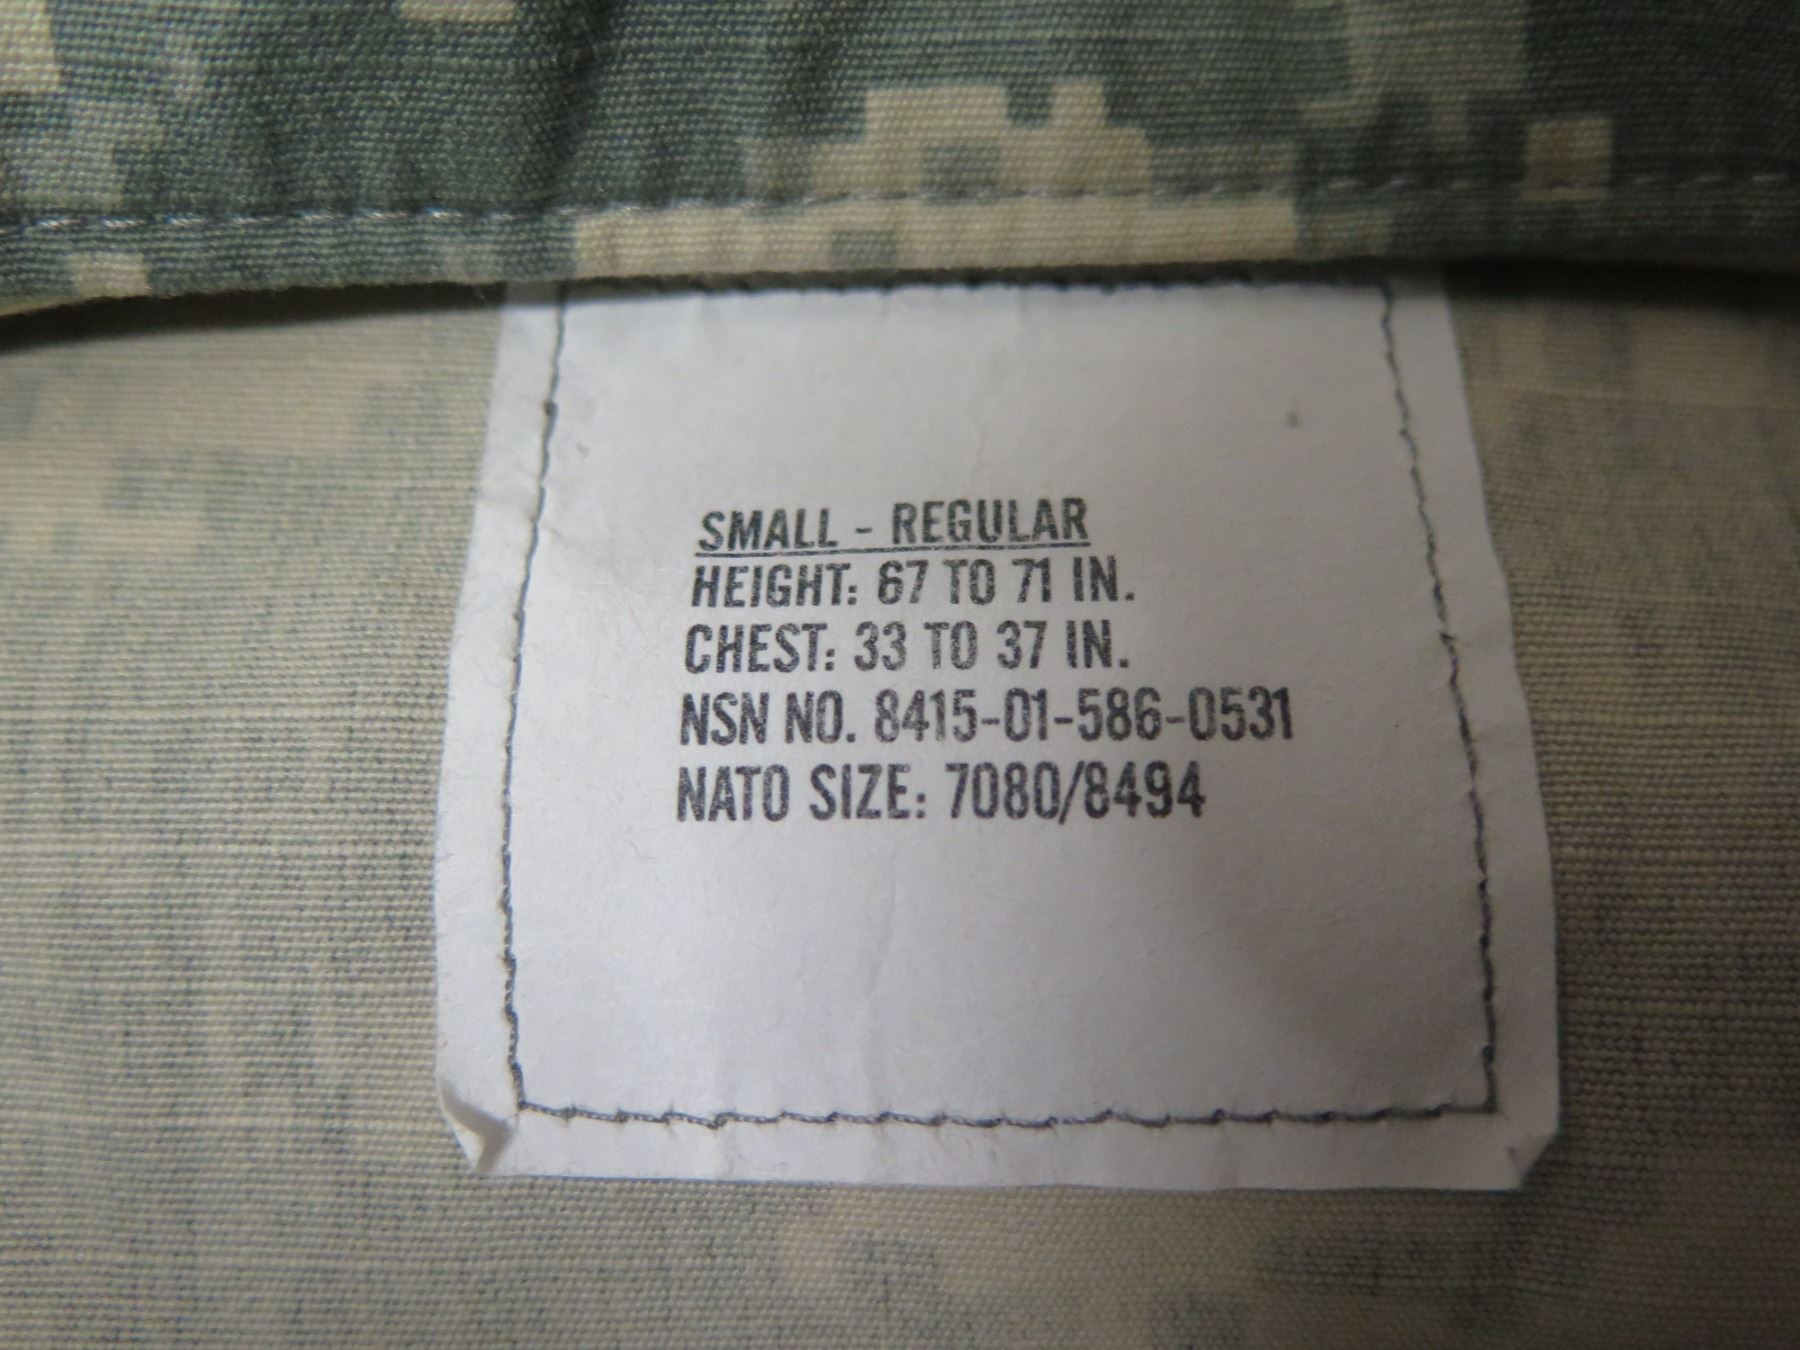 SMALL - REGULAR
HEIGHT: 67 TO 71 IN.
CHEST: 33 TO 37 IN.
NSN NO. 8415-01-586-0531
NATO SIZE: 7080/8494